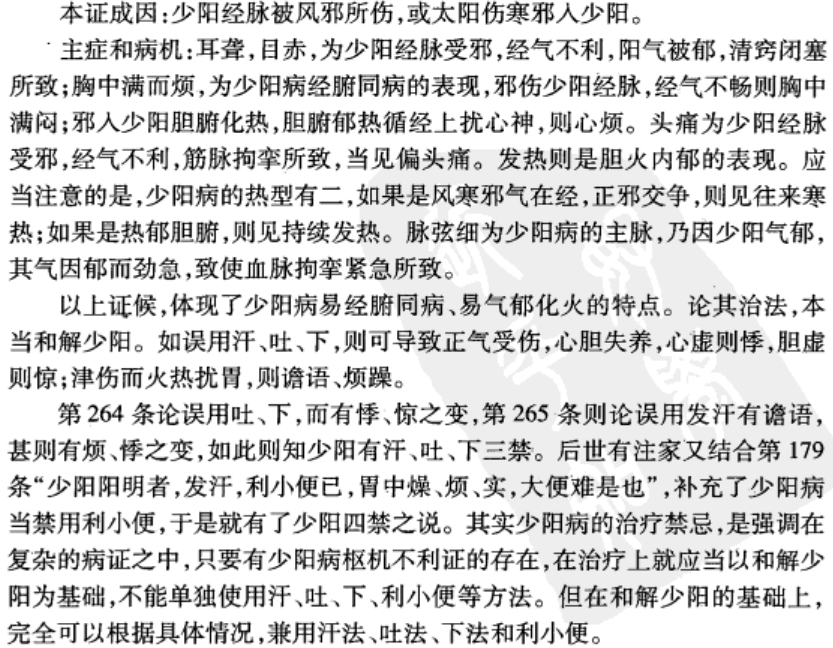 本证成因:少阳经脉被风邪所伤,或太阳伤寒邪入少阳。
主症和病机:耳聋,目赤,为少阳经脉受邪,经气不利,阳气被郁,清窍闭塞
所致;胸中满而烦,为少阳病经腑同病的表现,邪伤少阳经脉,经气不畅则胸中
满闷;邪入少阳胆腑化热,胆腑郁热循经上扰心神,则心烦。头痛为少阳经脉
受邪,经气不利,筋脉拘挛所致,当见偏头痛。发热则是胆火内郁的表现。应
当注意的是,少阳病的热型有二,如果是风寒邪气在经,正邪交争,则见往来寒
热;如果是热郁胆腑,则见持续发热。脉弦细为少阳病的主脉,乃因少阳气郁,
其气因郁而劲急,致使血脉拘挛紧急所致。
以上证候,体现了少阳病易经腑同病、易气郁化火的特点。论其治法,本
当和解少阳。如误用汗、吐、下,则可导致正气受伤,心胆失养,心虚则悸,胆虚
则惊;津伤而火热扰胃,则谵语、烦躁。
第 264 条论误用吐、下,而有悸、惊之变,第 265 条则论误用发汗有谵语,
甚则有烦、悸之变,如此则知少阳有汗、吐、下三禁。后世有注家又结合第 179
条“少阳阳明者,发汗,利小便已,胃中燥、烦、实,大便难是也”,补充了少阳病
当禁用利小便,于是就有了少阳四禁之说。其实少阳病的治疗禁忌,是强调在
复杂的病证之中,只要有少阳病枢机不利证的存在,在治疗上就应当以和解少
阳为基础,不能单独使用汗、吐、下、利小便等方法。但在和解少阳的基础上,
完全可以根据具体情况,兼用汗法、吐法、下法和利小便。